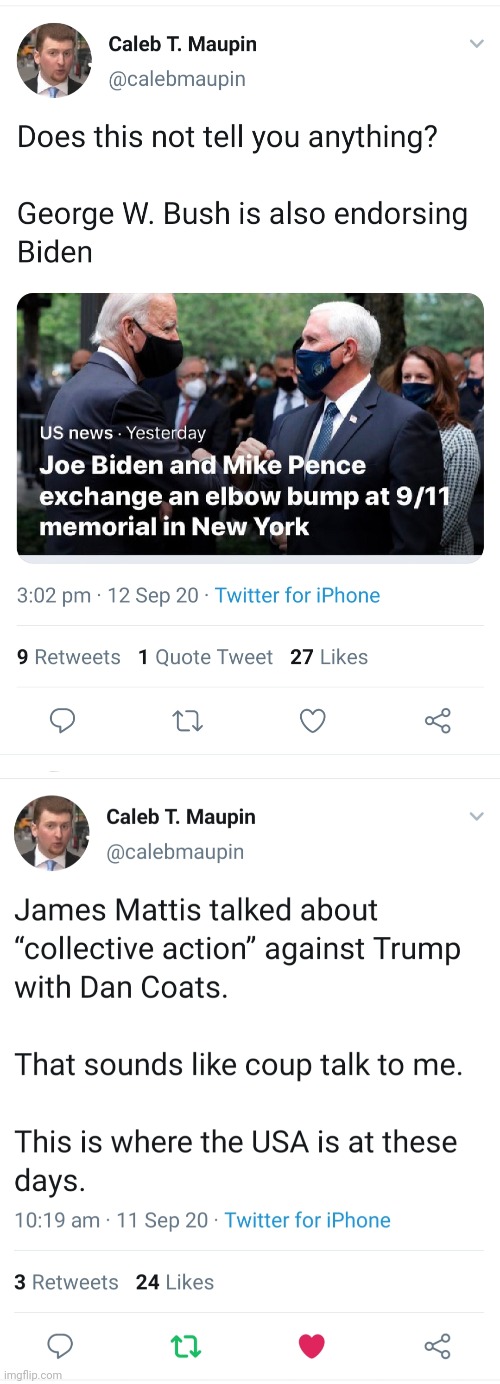 Caleb T. Maupin
@calebmaupin
Does this not tell you anything?
George W. Bush is also endorsing
Biden
US news · Yesterday
Joe Biden and Mike Pence
exchange an elbow bump at 9/11
memorial in New York
3:02 pm · 12 Sep 20 · Twitter for iPhone
9 Retweets 1 Quote Tweet 27 Likes
Caleb T. Maupin
@calebmaupin
James Mattis talked about
“collective action” against Trump
with Dan Coats.
That sounds like coup talk to me.
This is where the USA is at these
days.
10:19 am · 11 Sep 20 · Twitter for iPhone
3 Retweets 24 Likes
imgflip.com